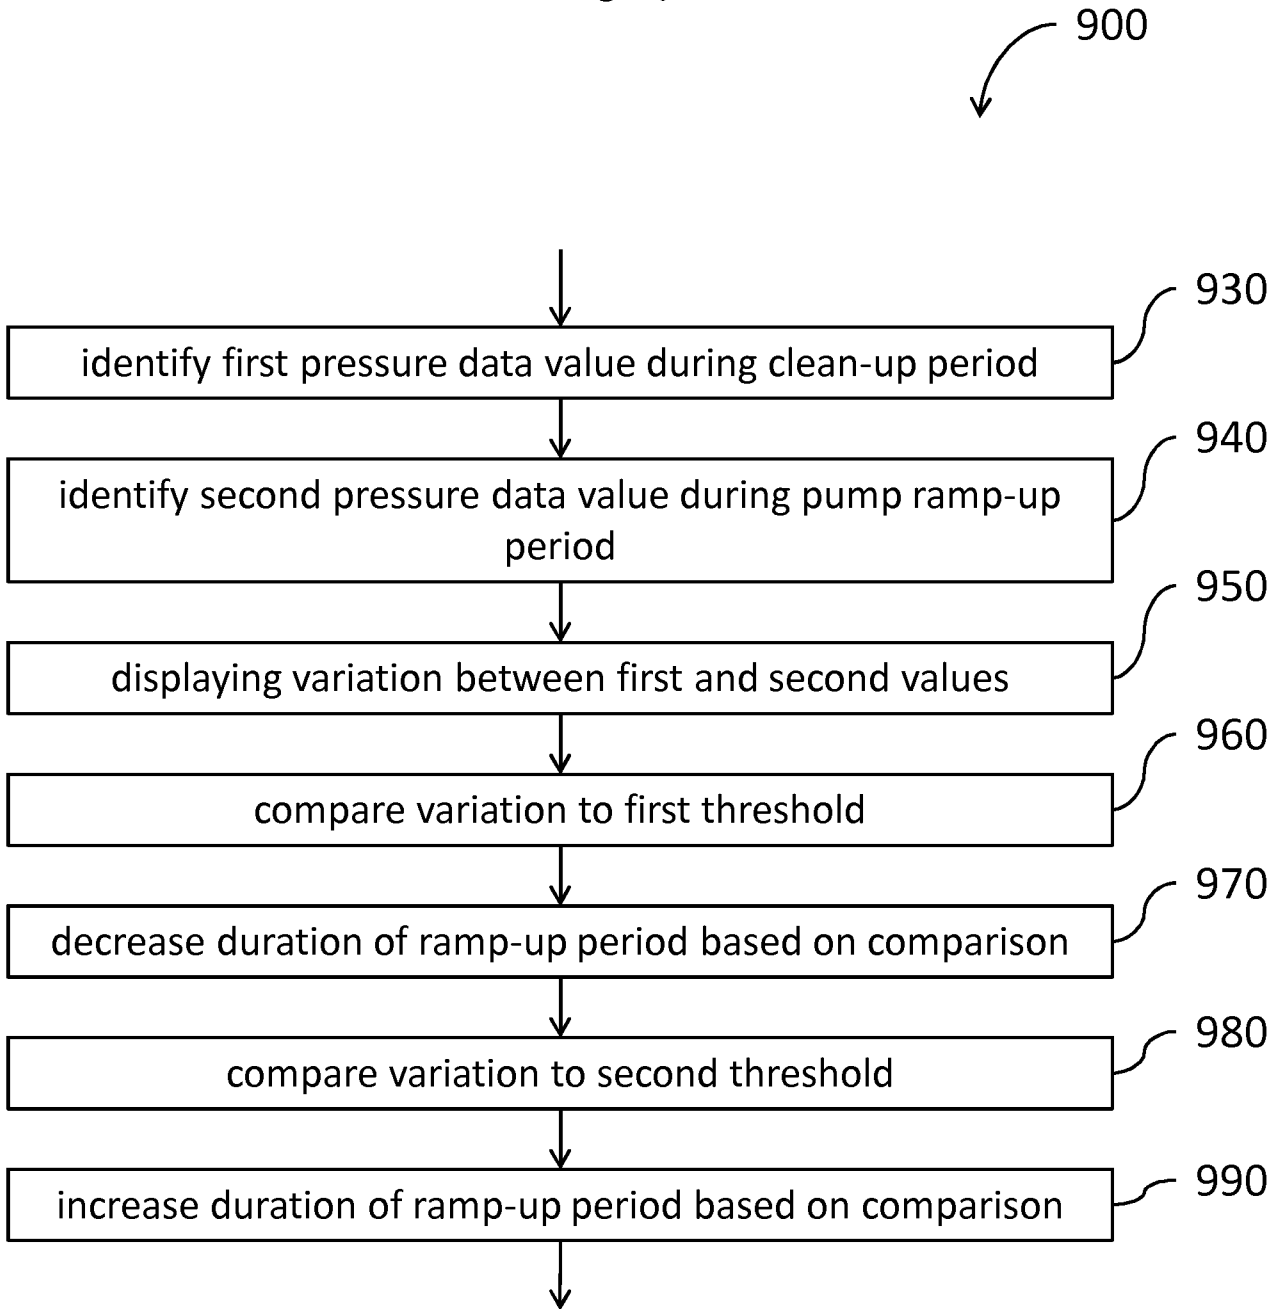 900
930
identify first pressure data value during clean-up period
940
identify second pressure data value during pump ramp-up
period
950
displaying variation between first and second values
960
compare variation to first threshold
970
decrease duration of ramp-up period based on comparison
980
compare variation to second threshold
990
increase duration of ramp-up period based on comparison